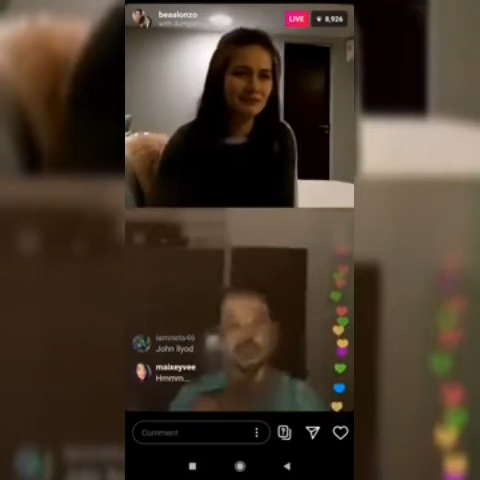 beaalonzo
LIVE
8,926
iamnets46
John llyod
maixeyvee
Hmmm...
Comment